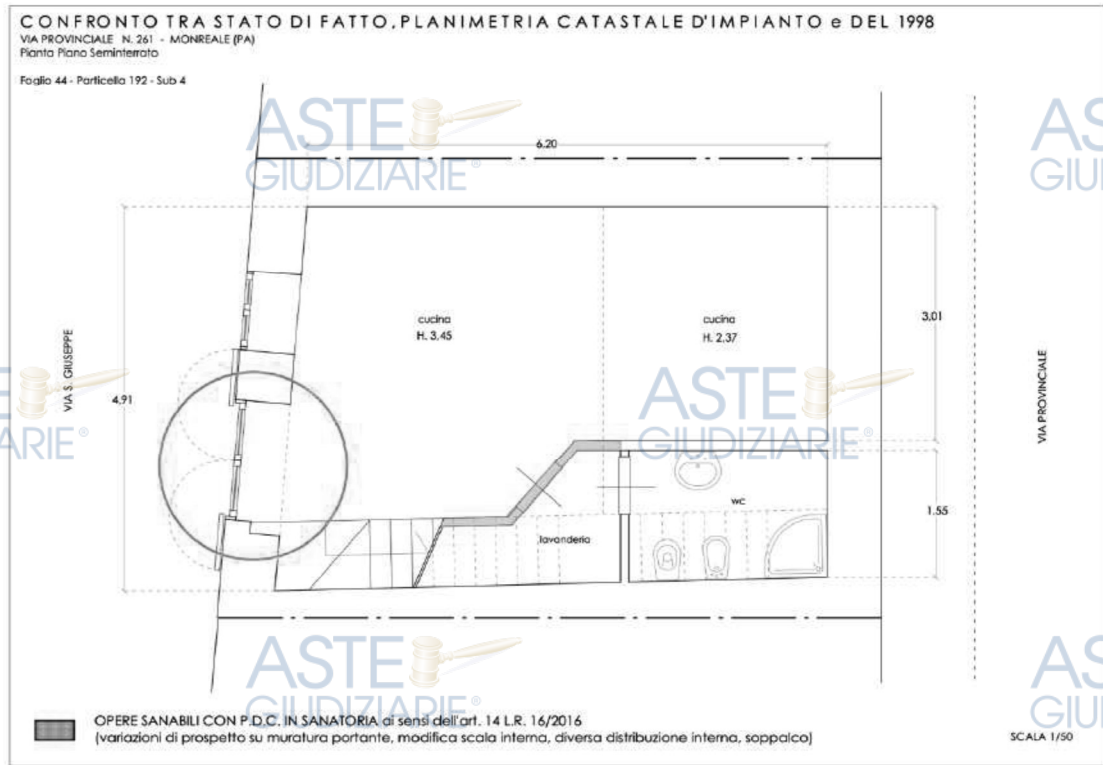 CONFRONTO TRA STATO DI FATTO, PLANIMETRIA CATASTALE D'IMPIANTO e DEL 1998
VIA PROVINCIALE N. 261 - MONREALE (PA)
Pianta Piano Seminterrato
Foglio 44 - Particella 192 - Sub 4
ASTE
GIUDIZIARIE®
AS
GIU
6.20
4.91
VIA S. GIUSEPPE
cucina
H. 3.45
cucina
H. 2.37
3.01
VIA PROVINCIALE
E
ARIE®
ASTE
GIUDIZIARIE®
wc
1.55
lavanderia
ASTE
GIUDIZIARIE®
AS
GIU
OPERE SANABILI CON P.D.C. IN SANATORIA ai sensi dell'art. 14 L.R. 16/2016
(variazioni di prospetto su muratura portante, modifica scala interna, diversa distribuzione interna, soppalco)
SCALA 1/50